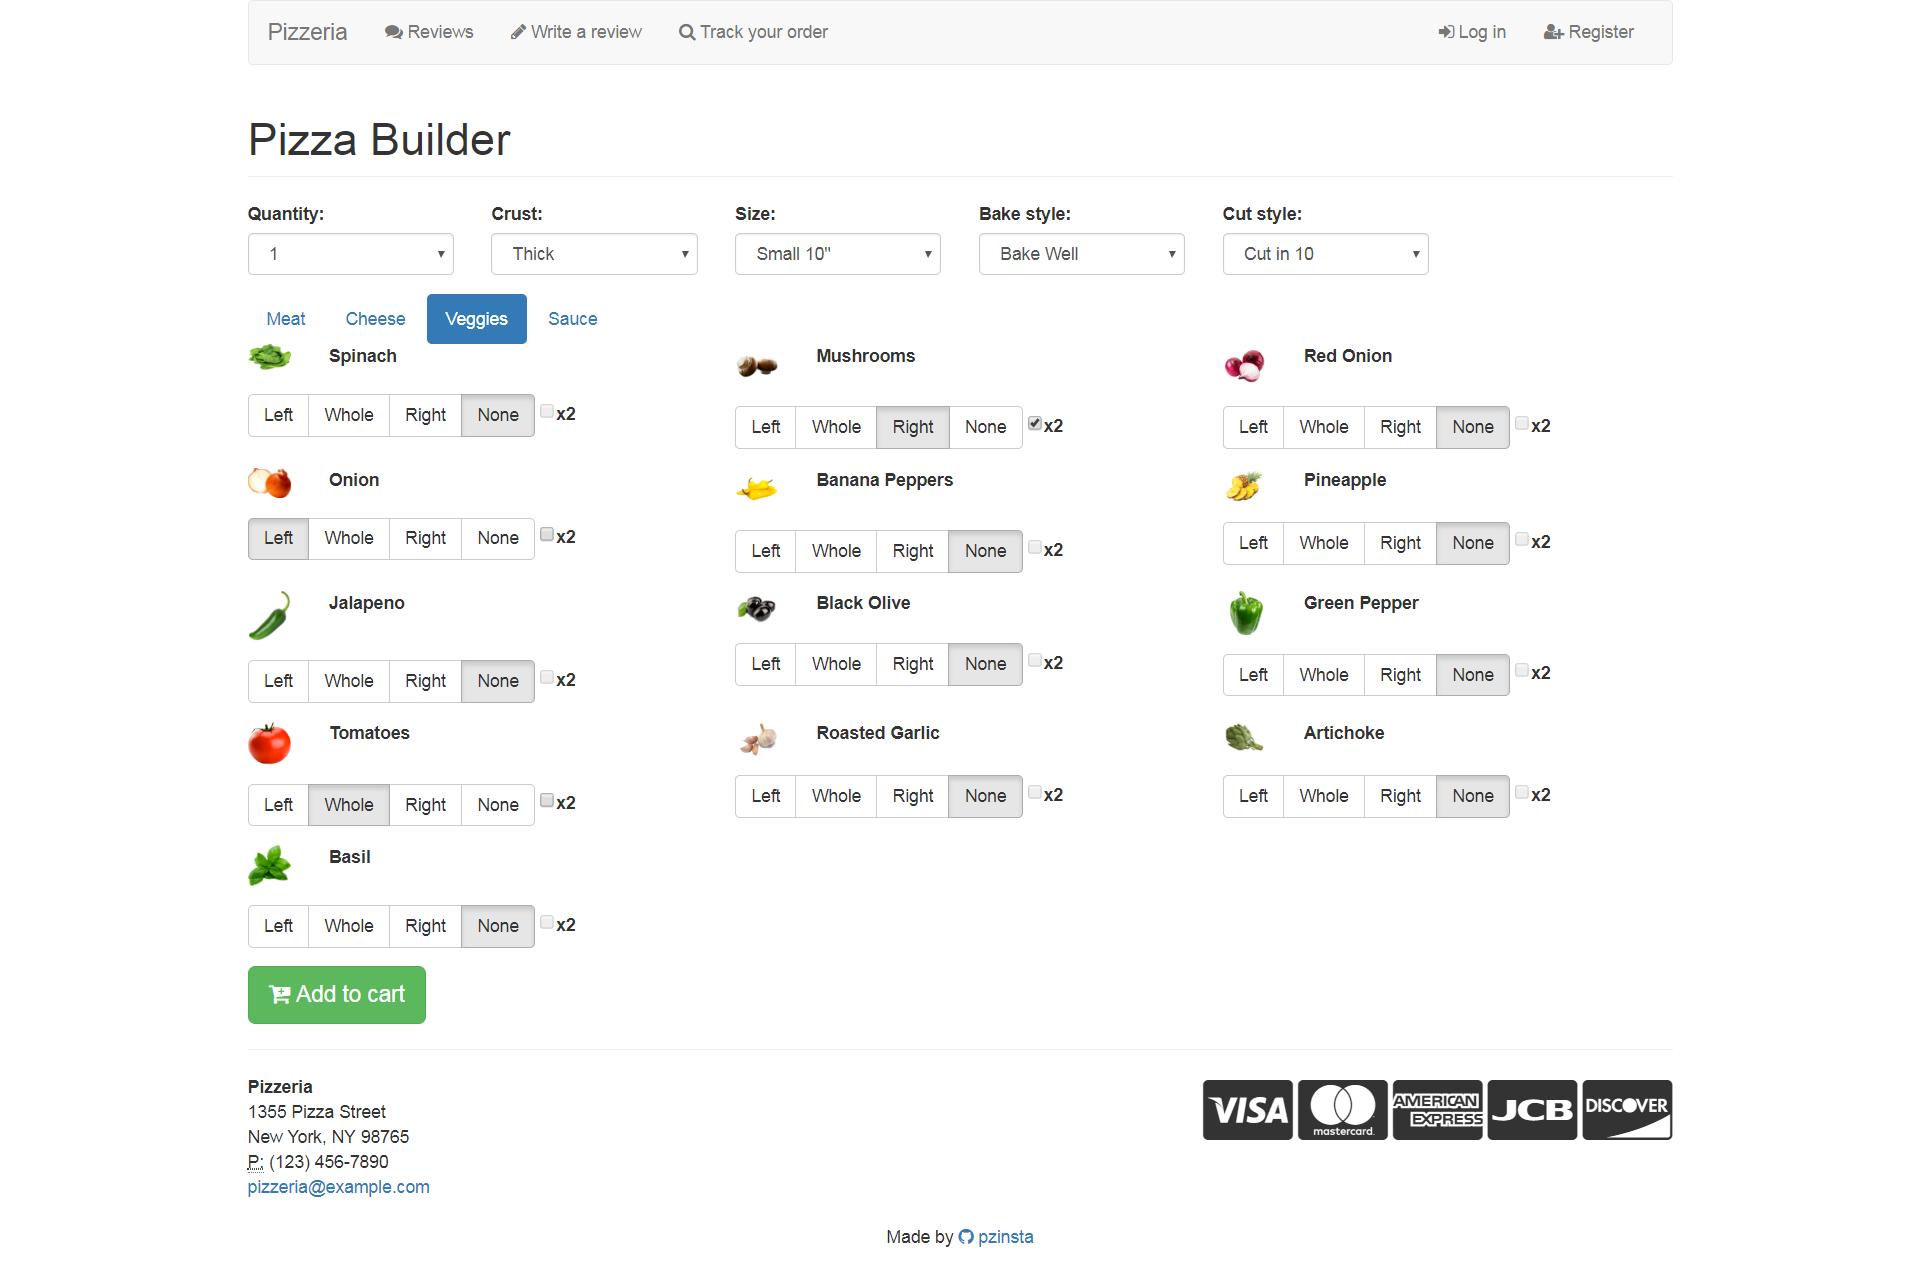 Pizzeria Reviews Write a review Track your order Log in Register
Pizza Builder
Quantity: Crust: Size: Bake style: Cut style:
1 Thick Small 10" Bake Well Cut in 10
Meat Cheese Veggies Sauce
Spinach Mushrooms Red Onion
Left Whole Right None x2 Left Whole Right None x2 Left Whole Right None x2
Onion Banana Peppers Pineapple
Left Whole Right None x2 Left Whole Right None x2 Left Whole Right None x2
Jalapeno Black Olive Green Pepper
Left Whole Right None x2 Left Whole Right None x2 Left Whole Right None x2
Tomatoes Roasted Garlic Artichoke
Left Whole Right None x2 Left Whole Right None x2 Left Whole Right None x2
Basil
Left Whole Right None x2
Add to cart
Pizzeria
1355 Pizza Street
New York, NY 98765
P: (123) 456-7890
pizzeria@example.com
VISA mastercard. AMERICAN EXPRESS JCB DISCOVER
Made by pzinsta